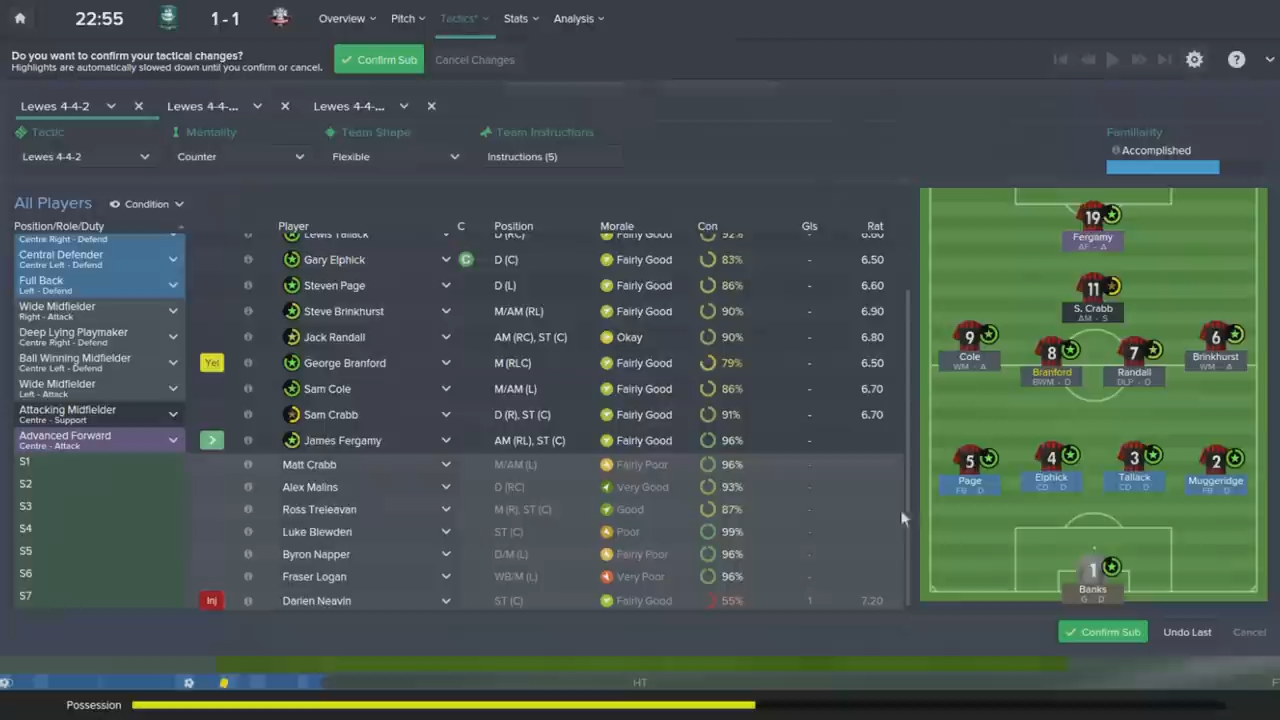 22:55 1-1 Overview Pitch Tactics* Stats Analysis
Do you want to confirm your tactical changes?
Highlights are automatically slowed down until you confirm or cancel.
Confirm Sub Cancel Changes
Lewes 4-4-2 Lewes 4-4-... Lewes 4-4-...
Tactic Mentality Team Shape Team Instructions Familiarity
Lewes 4-4-2 Counter Flexible Instructions (5) Accomplished
All Players Condition
Position/Role/Duty Player C Position Morale Con Gls Rat
Centre Right - Defend Lewis Tallack D (RC) Fairly Good 92% - 6.60
Central Defender
Centre Left - Defend Gary Elphick C D (C) Fairly Good 83% - 6.50
Full Back
Left - Defend Steven Page D (L) Fairly Good 86% - 6.60
Wide Midfielder
Right - Attack Steve Brinkhurst M/AM (RL) Fairly Good 90% - 6.90
Deep Lying Playmaker
Centre Right - Defend Jack Randall AM (RL), ST (C) Okay 90% - 6.80
Ball Winning Midfielder
Centre Left - Defend Yel George Branford M (RLC) Fairly Good 79% - 6.50
Wide Midfielder
Left - Attack Sam Cole M/AM (L) Fairly Good 86% - 6.70
Attacking Midfielder
Centre - Support Sam Crabb D (R), ST (C) Fairly Good 91% - 6.70
Advanced Forward
Centre - Attack James Fergamy AM (RL), ST (C) Fairly Good 96% -
S1 Matt Crabb M/AM (L) Fairly Poor 96% -
S2 Alex Malins D (RC) Very Good 93% -
S3 Ross Treleavan M (R), ST (C) Good 87% -
S4 Luke Blewden ST (C) Poor 99% -
S5 Byron Napper D/M (L) Fairly Poor 96% -
S6 Fraser Logan WB/M (L) Very Poor 96% -
S7 Inj Darien Neavin ST (C) Fairly Good 55% 1 7.20
19
Fergamy
AF - A
11
S. Crabb
AM - S
9 8 7 6
Cole Branford Randall Brinkhurst
WM - A BWM - D DLP - D WM - A
5 4 3 2
Page Elphick Tallack Muggeridge
FB D CD D CD D FB D
1
Banks
G D
Confirm Sub Undo Last Cancel
HT
Possession